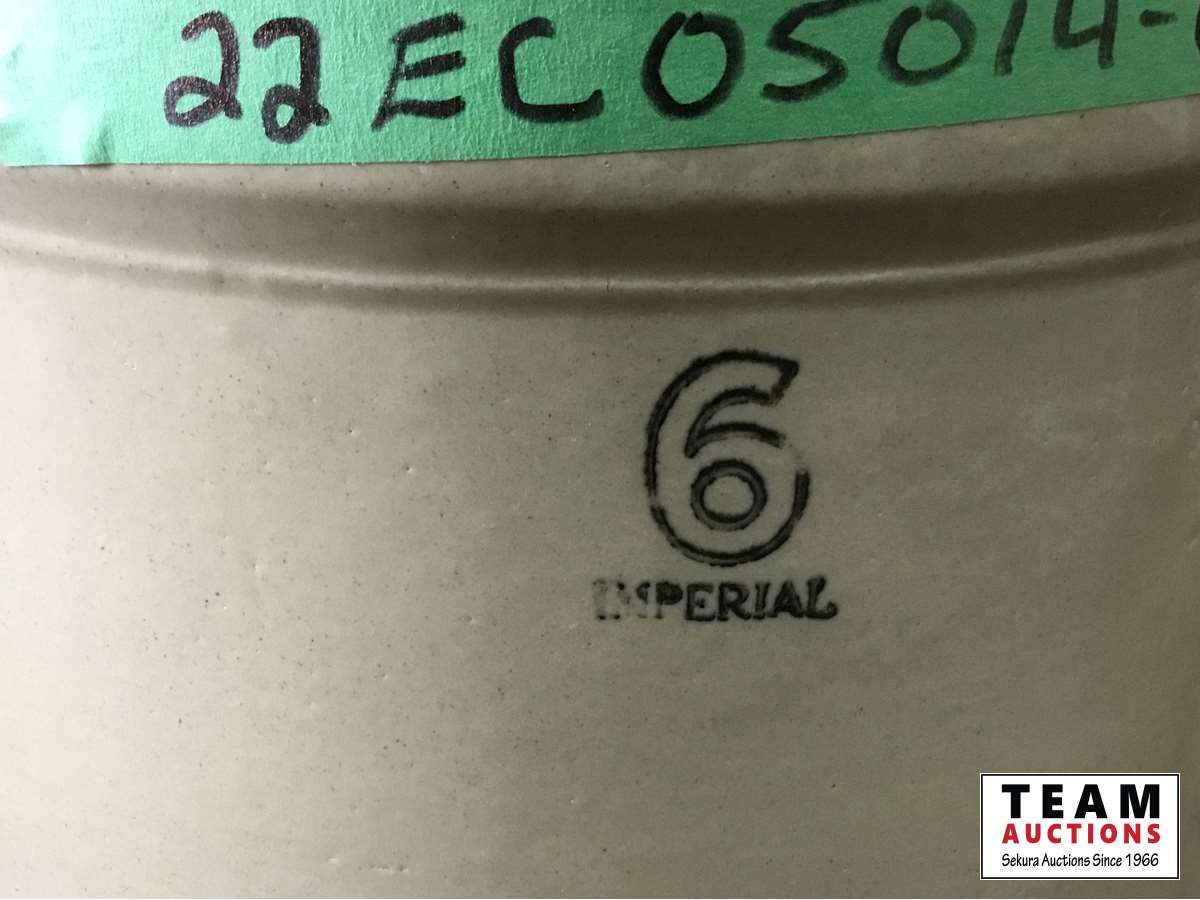 22EC05014-
6
IMPERIAL
TEAM
AUCTIONS
Sekura Auctions Since 1966